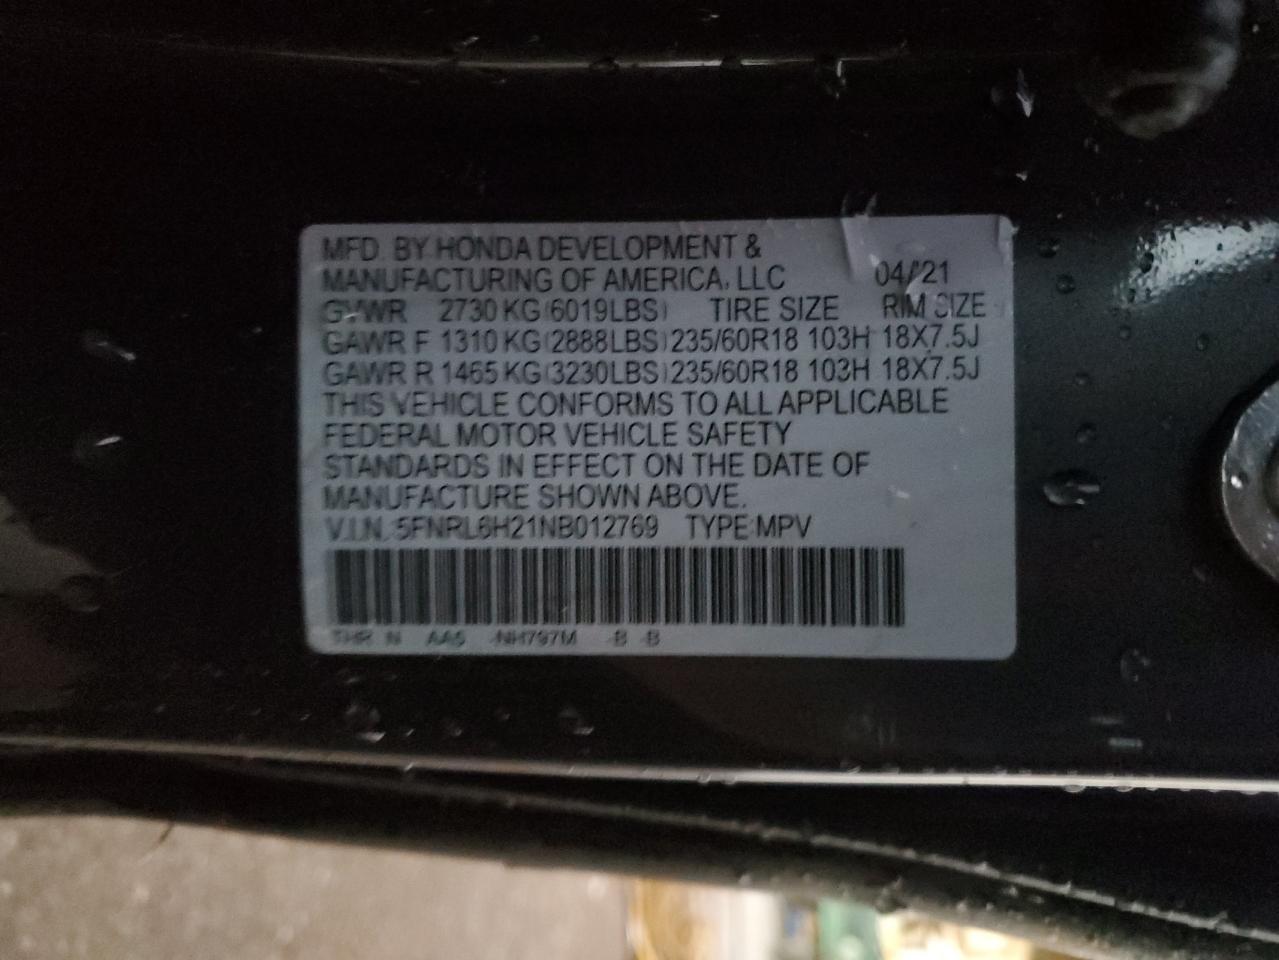 MFD. BY HONDA DEVELOPMENT &
MANUFACTURING OF AMERICA, LLC 04/'21
GVWR 2730 KG(6019LBS) TIRE SIZE RIM SIZE
GAWR F 1310 KG(2888LBS) 235/60R18 103H 18X7.5J
GAWR R 1465 KG(3230LBS) 235/60R18 103H 18X7.5J
THIS VEHICLE CONFORMS TO ALL APPLICABLE
FEDERAL MOTOR VEHICLE SAFETY
STANDARDS IN EFFECT ON THE DATE OF
MANUFACTURE SHOWN ABOVE.
V.I.N.:5FNRL6H21NB012769 TYPE:MPV
THR N AA5 -NH797M -B -B